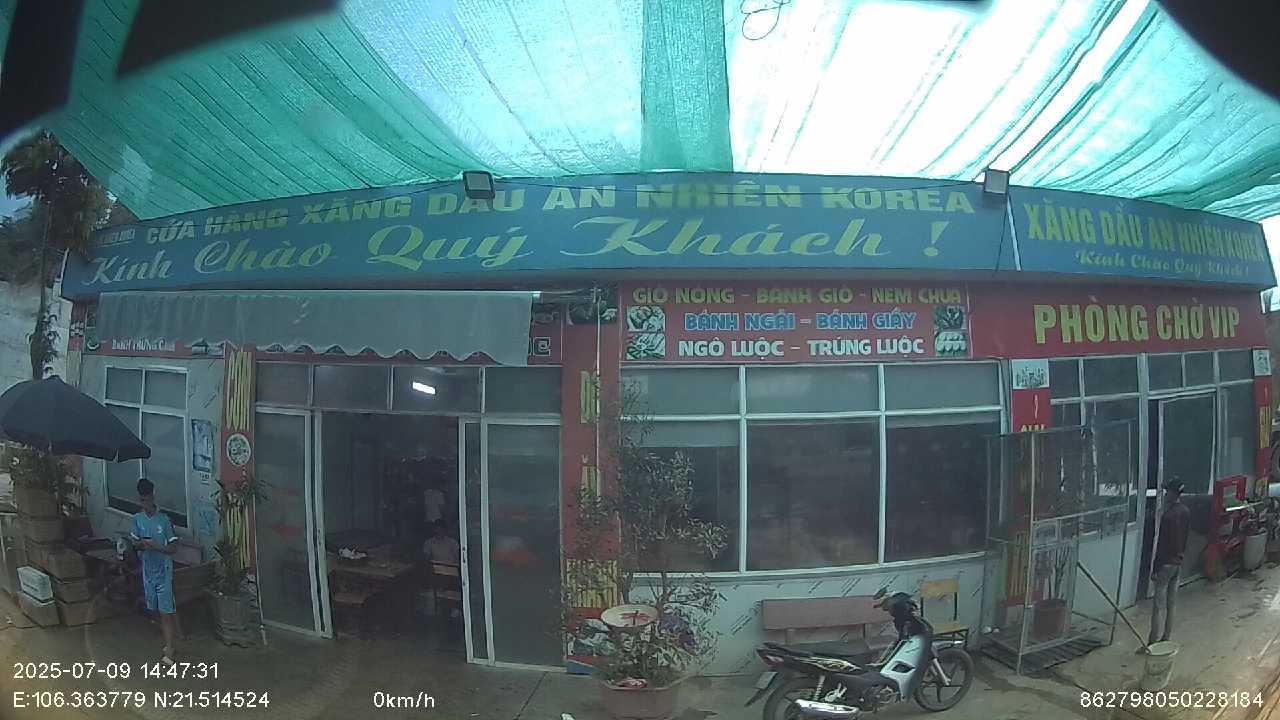 CỬA HÀNG XĂNG DẦU AN NHIÊN KOREA
Kính Chào Quý Khách !
XĂNG DẦU AN NHIÊN KOREA
Kính Chào Quý Khách !
GIÒ NÓNG - BÁNH GIÒ - NEM CHUA
BÁNH NGẢI - BÁNH GIẦY
NGÔ LUỘC - TRỨNG LUỘC
PHÒNG CHỜ VIP
CƠM
2025-07-09 14:47:31
E:106.363779 N:21.514524
0km/h
862798050228184